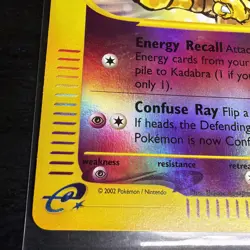 Energy Recall Attac
Energy cards from your
pile to Kadabra (1 if you
only 1).
Confuse Ray Flip a
If heads, the Defending
Pokémon is now Conf
weakness resistance retrea
© 2002 Pokémon / Nintendo